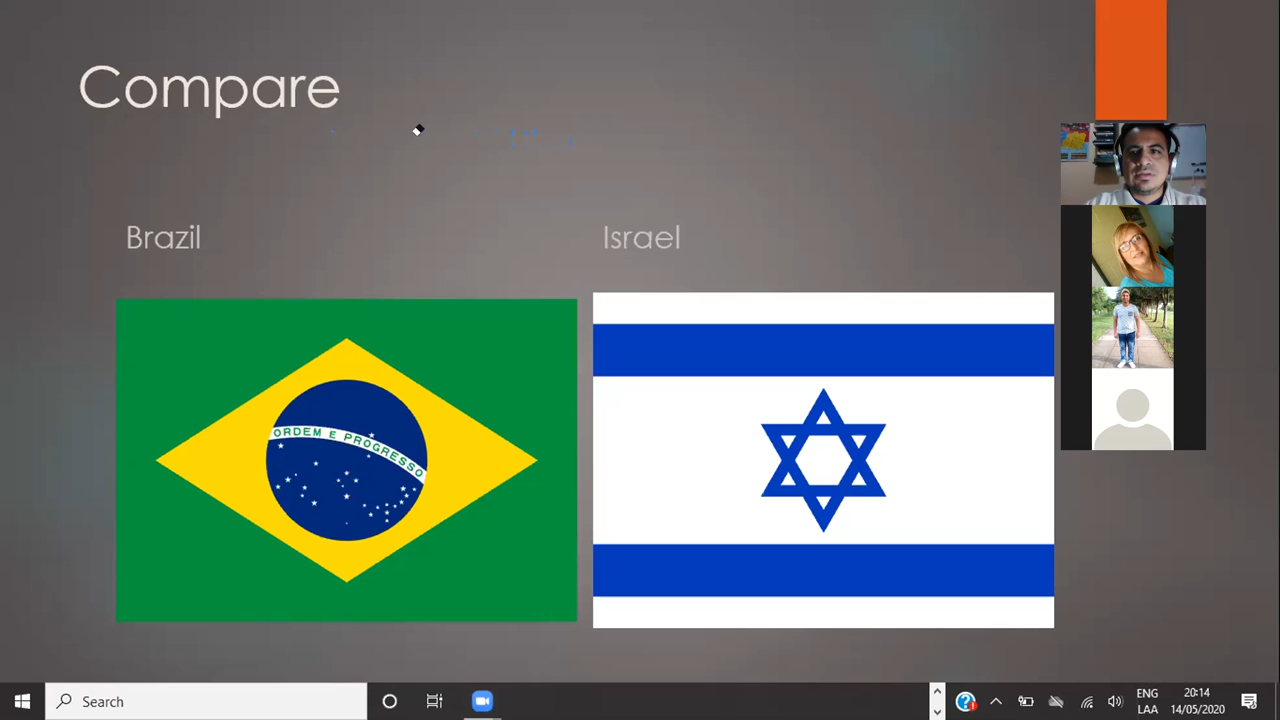 Compare
Brazil
Israel
ORDEM E PROGRESSO
Search
ENG
LAA
20:14
14/05/2020